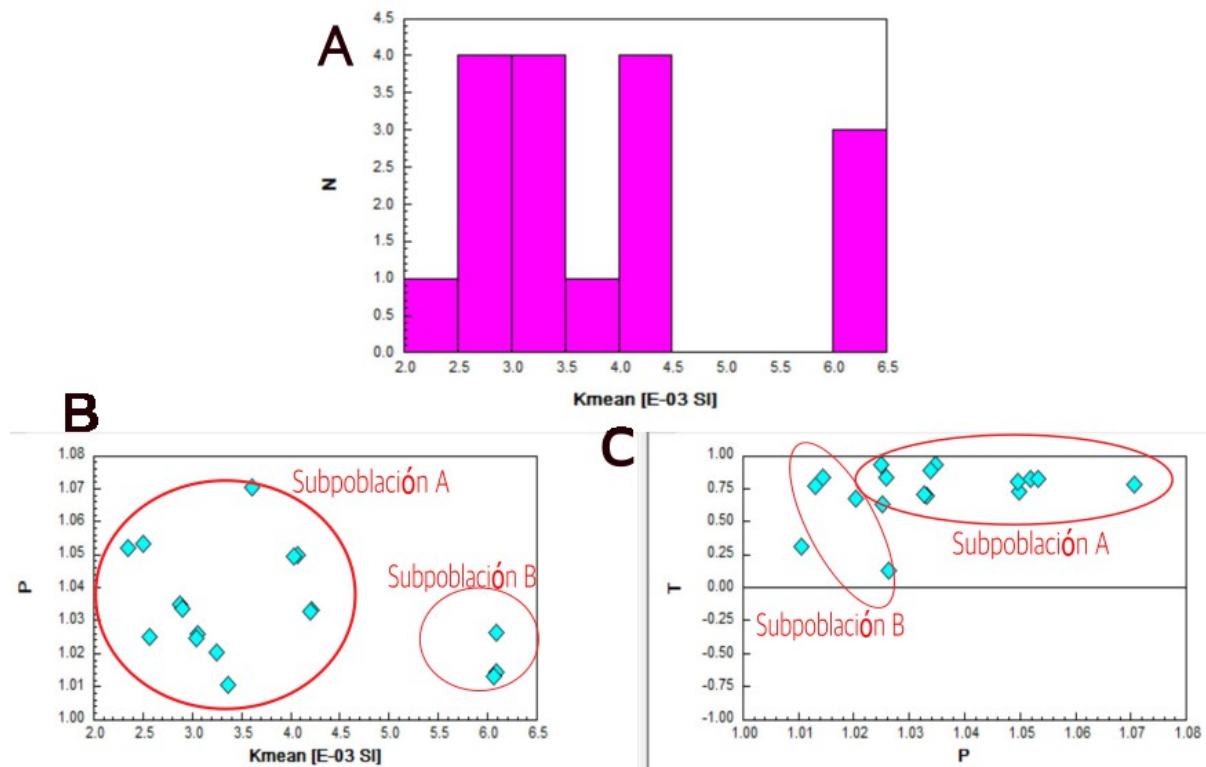 A
4.5
4.0
3.5
3.0
2.5
2.0
1.5
1.0
0.5
0.0
N
2.0 2.5 3.0 3.5 4.0 4.5 5.0 5.5 6.0 6.5
Kmean [E-03 SI]
B
1.08
1.07
1.06
1.05
1.04
1.03
1.02
1.01
1.00
P
Subpoblación A
Subpoblación B
2.0 2.5 3.0 3.5 4.0 4.5 5.0 5.5 6.0 6.5
Kmean [E-03 SI]
C
1.00
0.75
0.50
0.25
0.00
-0.25
-0.50
-0.75
-1.00
T
Subpoblación A
Subpoblación B
1.00 1.01 1.02 1.03 1.04 1.05 1.06 1.07 1.08
P